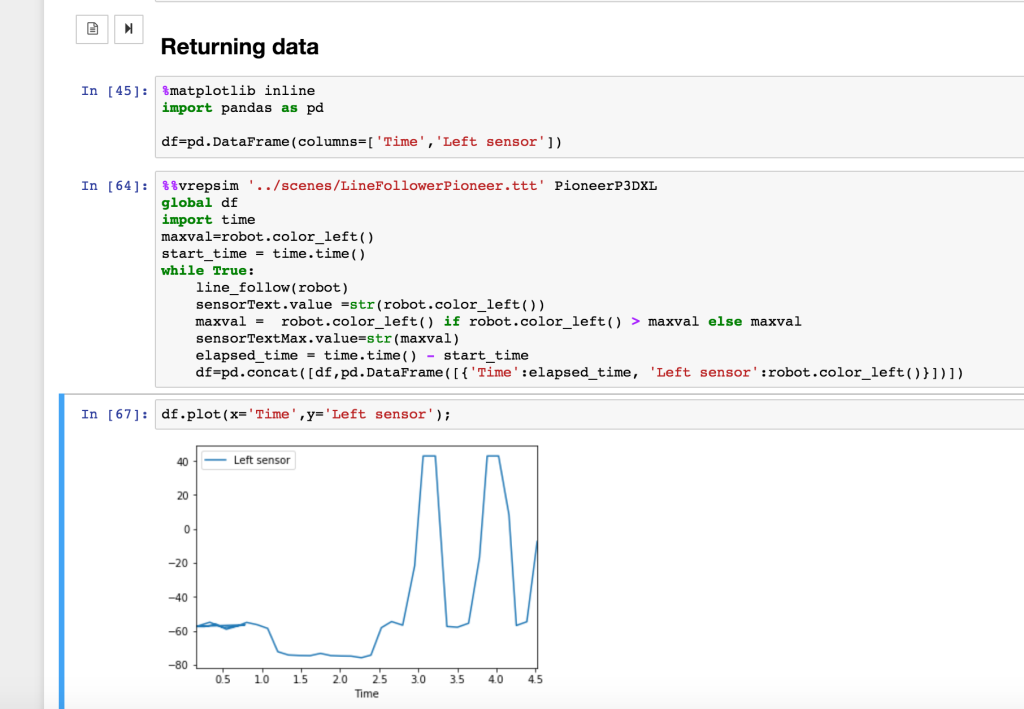 Returning data
In [45]:
%matplotlib inline
import pandas as pd
df=pd.DataFrame(columns=['Time','Left sensor'])
In [64]:
%%vrepsim '../scenes/LineFollowerPioneer.ttt' PioneerP3DXL
global df
import time
maxval=robot.color_left()
start_time = time.time()
while True:
    line_follow(robot)
    sensorText.value =str(robot.color_left())
    maxval =  robot.color_left() if robot.color_left() > maxval else maxval
    sensorTextMax.value=str(maxval)
    elapsed_time = time.time() - start_time
    df=pd.concat([df,pd.DataFrame([{'Time':elapsed_time, 'Left sensor':robot.color_left()}])])
In [67]:
df.plot(x='Time',y='Left sensor');
Left sensor
40
20
0
−20
−40
−60
−80
0.5 1.0 1.5 2.0 2.5 3.0 3.5 4.0 4.5
Time